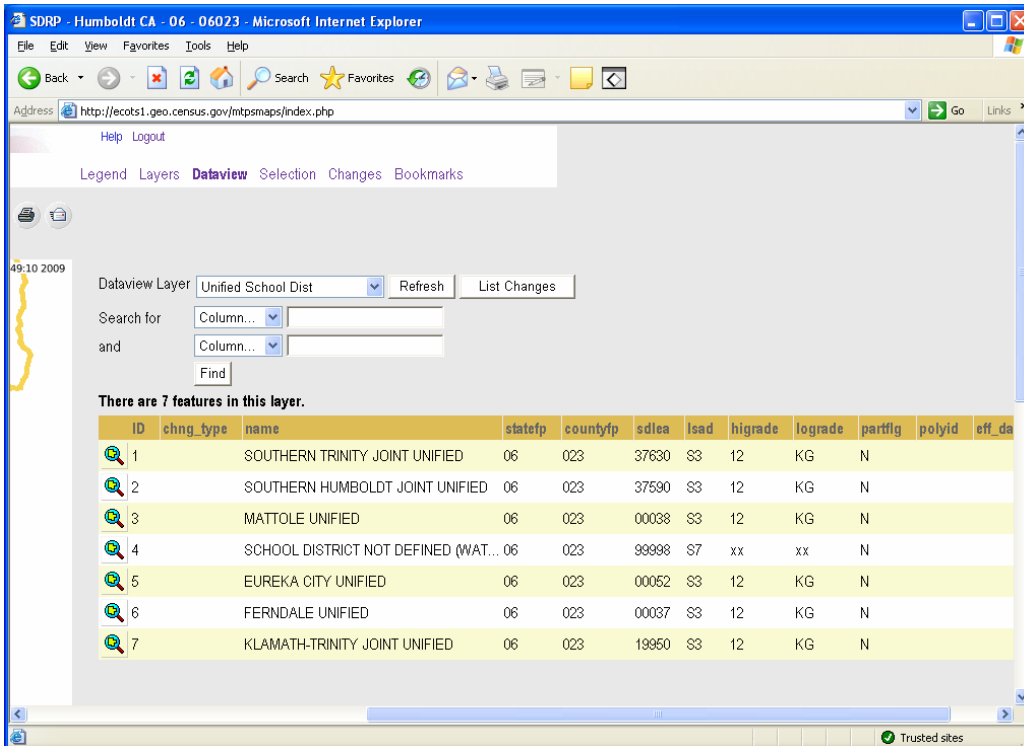 SDRP - Humboldt CA - 06 - 06023 - Microsoft Internet Explorer
File Edit View Favorites Tools Help
Back Search Favorites
Address http://ecots1.geo.census.gov/mtpsmaps/index.php Go Links
Help Logout
Legend Layers Dataview Selection Changes Bookmarks
49:10 2009
Dataview Layer Unified School Dist Refresh List Changes
Search for Column...
and Column...
Find
There are 7 features in this layer.
ID chng_type name statefp countyfp sdlea lsad higrade lograde partflg polyid eff_da
1 SOUTHERN TRINITY JOINT UNIFIED 06 023 37630 S3 12 KG N
2 SOUTHERN HUMBOLDT JOINT UNIFIED 06 023 37590 S3 12 KG N
3 MATTOLE UNIFIED 06 023 00038 S3 12 KG N
4 SCHOOL DISTRICT NOT DEFINED (WAT... 06 023 99998 S7 xx xx N
5 EUREKA CITY UNIFIED 06 023 00052 S3 12 KG N
6 FERNDALE UNIFIED 06 023 00037 S3 12 KG N
7 KLAMATH-TRINITY JOINT UNIFIED 06 023 19950 S3 12 KG N
Trusted sites